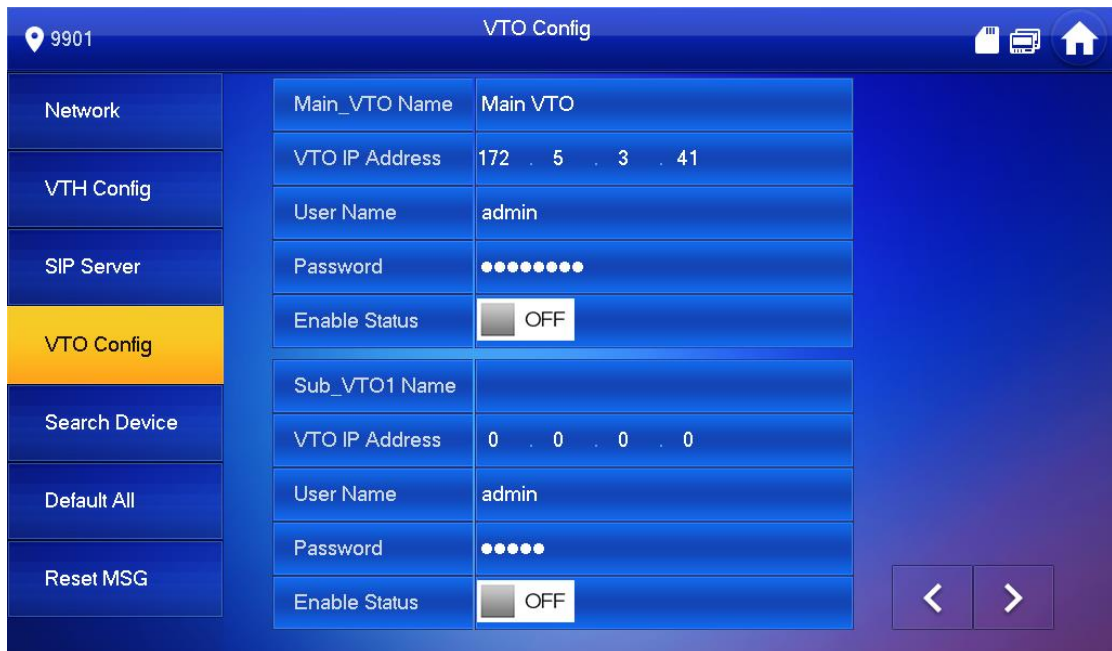 9901
VTO Config
Network
VTH Config
SIP Server
VTO Config
Search Device
Default All
Reset MSG
Main_VTO Name Main VTO
VTO IP Address 172 . 5 . 3 . 41
User Name admin
Password ●●●●●●●●
Enable Status OFF
Sub_VTO1 Name
VTO IP Address 0 . 0 . 0 . 0
User Name admin
Password ●●●●●
Enable Status OFF